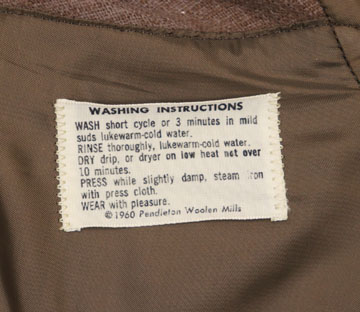 WASHING INSTRUCTIONS
WASH short cycle or 3 minutes in mild
suds lukewarm-cold water.
RINSE thoroughly, lukewarm-cold water.
DRY drip, or dryer on low heat not over
10 minutes.
PRESS while slightly damp, steam iron
with press cloth.
WEAR with pleasure.
©1960 Pendleton Woolen Mills